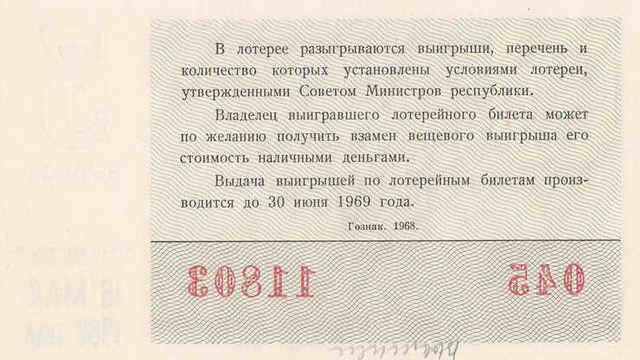 В лотерее разыгрываются выигрыши, перечень и
количество которых установлены условиями лотереи,
утвержденными Советом Министров республики.
Владелец выигравшего лотерейного билета может
по желанию получить взамен вещевого выигрыша его
стоимость наличными деньгами.
Выдача выигрышей по лотерейным билетам произ-
водится до 30 июня 1969 года.
Гознак. 1968.
045 11803